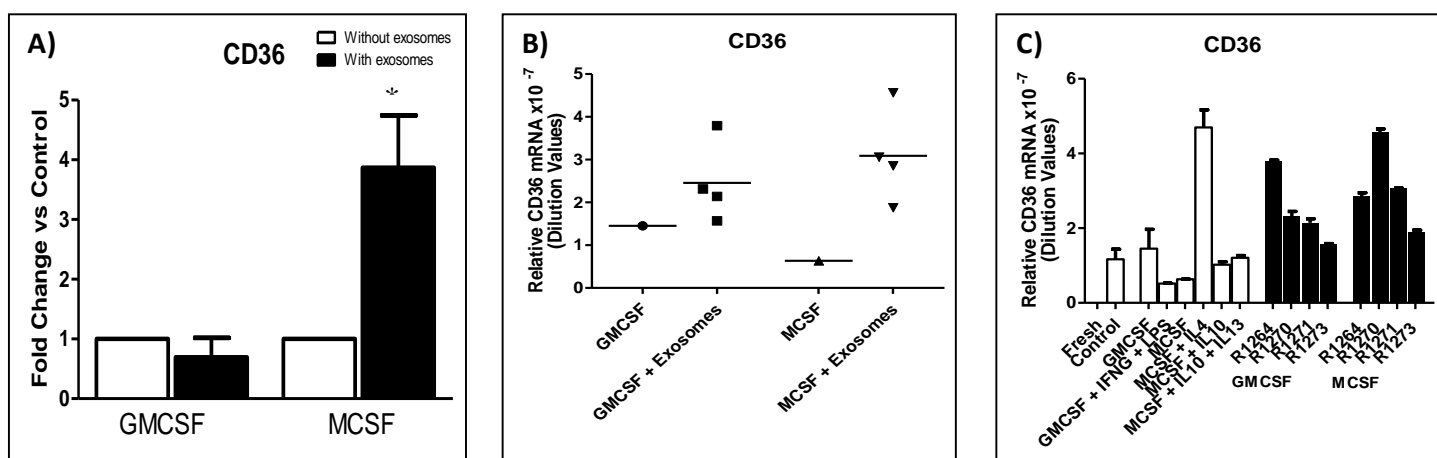 A)
CD36
Without exosomes
With exosomes
*
Fold Change vs Control
5
4
3
2
1
0
GMCSF
MCSF
B)
CD36
Relative CD36 mRNA x10 -7
(Dilution Values)
5
4
3
2
1
0
GMCSF
GMCSF + Exosomes
MCSF
MCSF + Exosomes
C)
CD36
Relative CD36 mRNA x10 -7
(Dilution Values)
6
4
2
0
Fresh
Control
GMCSF
GMCSF + IFNG + LPS
MCSF
MCSF + IL4
MCSF + IL10
MCSF + IL10 + IL13
R1264
R1270
R1271
R1273
R1264
R1270
R1271
R1273
GMCSF
MCSF